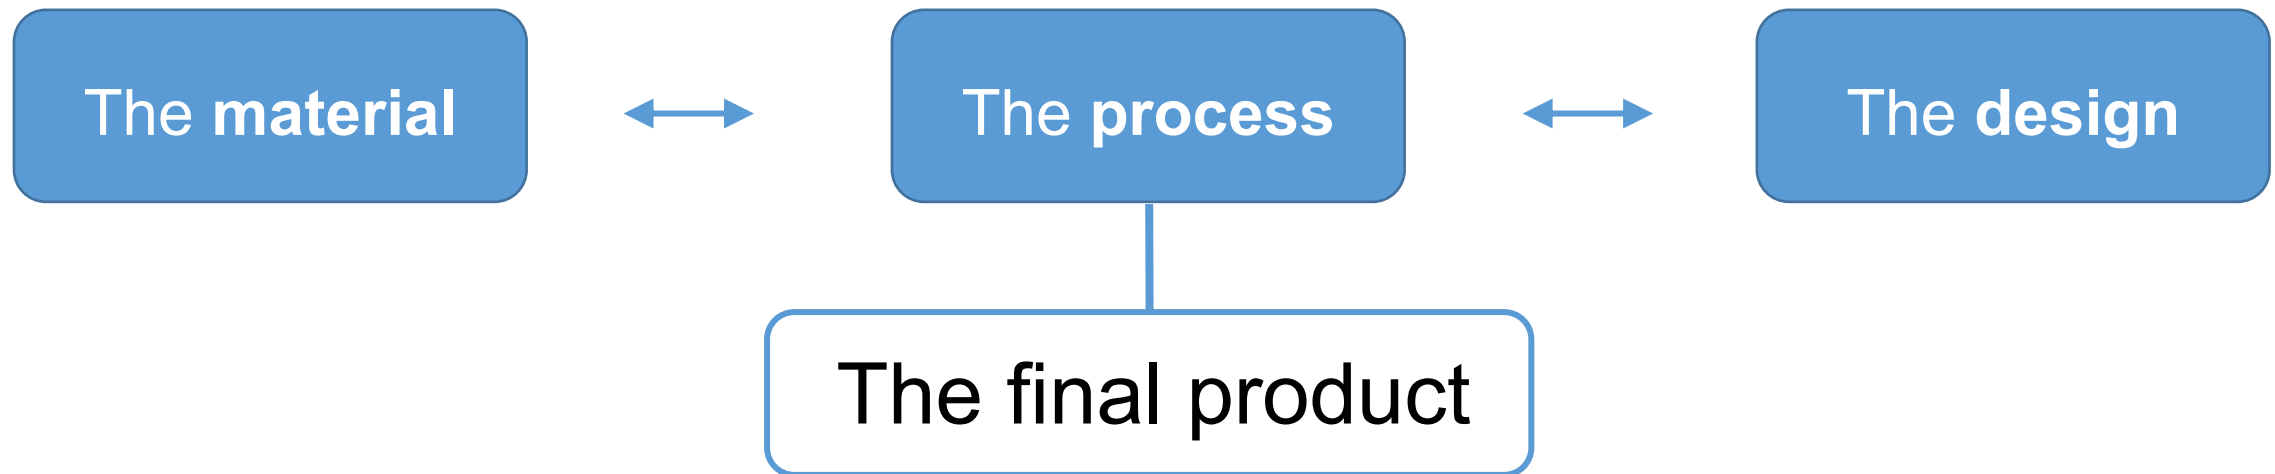 The material
The process
The design
The final product